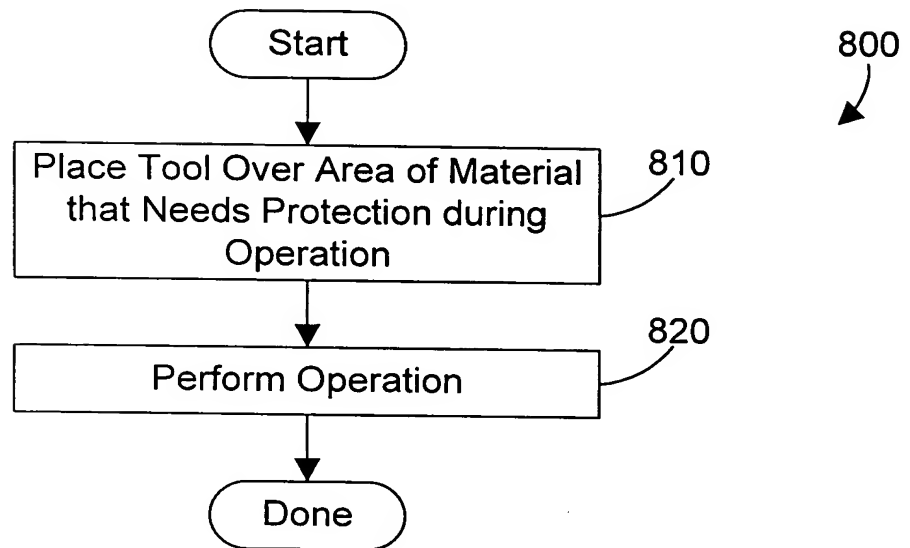 Start
800
Place Tool Over Area of Material
that Needs Protection during
Operation
810
820
Perform Operation
Done